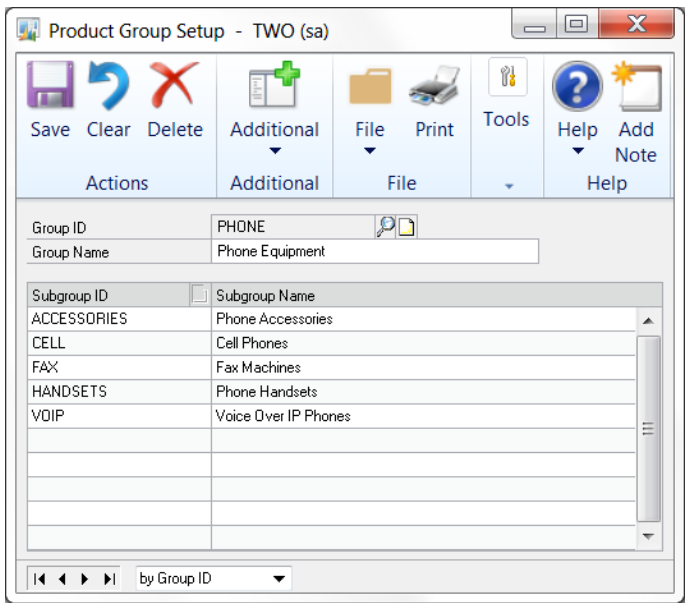 Product Group Setup - TWO (sa)
Save Clear Delete Additional File Print Tools Help Add Note
Actions Additional File Help
Group ID PHONE
Group Name Phone Equipment
Subgroup ID Subgroup Name
ACCESSORIES Phone Accessories
CELL Cell Phones
FAX Fax Machines
HANDSETS Phone Handsets
VOIP Voice Over IP Phones
by Group ID